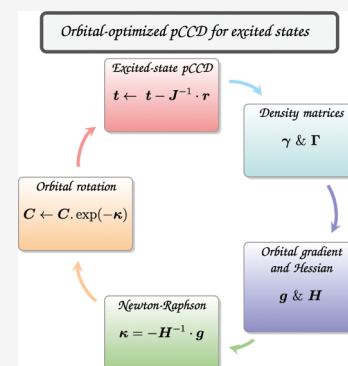 Orbital-optimized pCCD for excited states
Excited-state pCCD
t ← t − J⁻¹ · r
Density matrices
γ & Γ
Orbital gradient
and Hessian
g & H
Newton-Raphson
κ = −H⁻¹ · g
Orbital rotation
C ← C. exp(−κ)